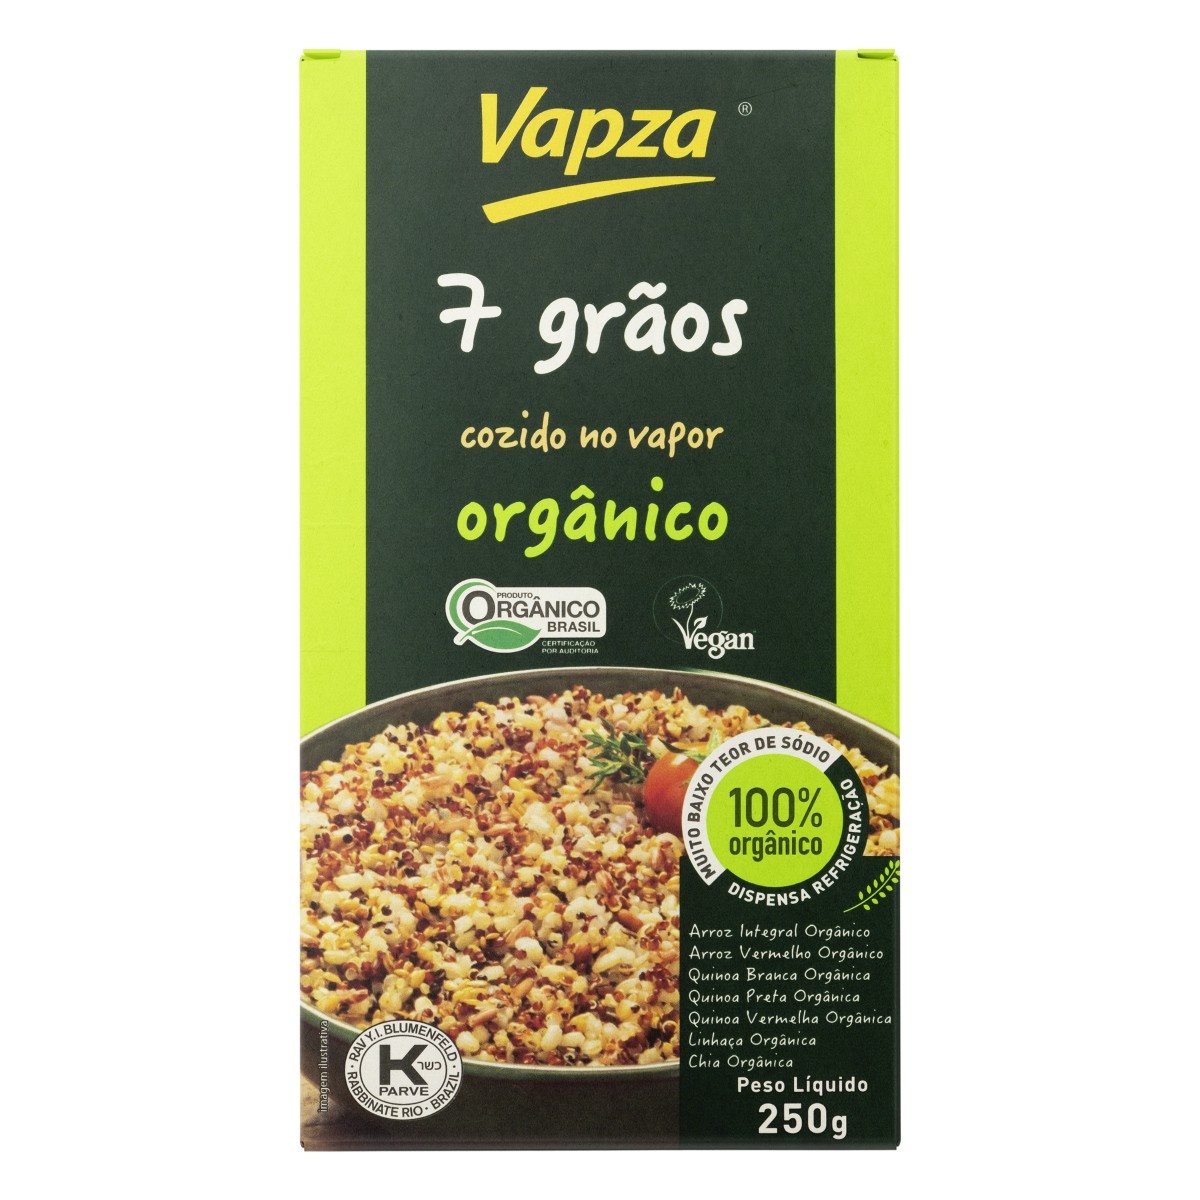 Vapza ®
7 grãos
cozido no vapor
orgânico
PRODUTO
ORGÂNICO
BRASIL
CERTIFICAÇÃO
POR AUDITORIA
Vegan
MUITO BAIXO TEOR DE SÓDIO
100%
orgânico
DISPENSA REFRIGERAÇÃO
Arroz Integral Orgânico
Arroz Vermelho Orgânico
Quinoa Branca Orgânica
Quinoa Preta Orgânica
Quinoa Vermelha Orgânica
Linhaça Orgânica
Chia Orgânica
Peso Líquido
250g
imagem ilustrativa
RAV Y.I. BLUMENFELD
K כשר
PARVE
RABBINATE RIO · BRAZIL